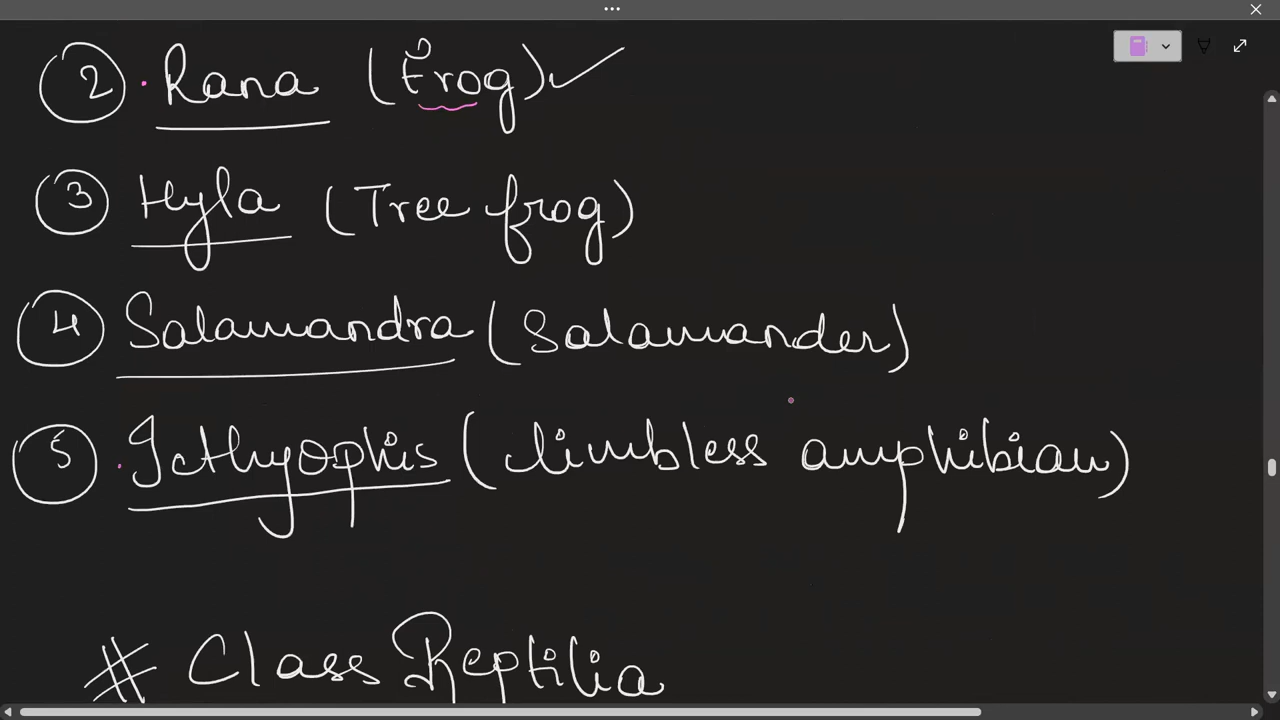 2 Rana (Frog) ✓
3 Hyla (Tree frog)
4 Salamandra (Salamander)
5 Icthyophis (limbless amphibian)
# Class Reptilia